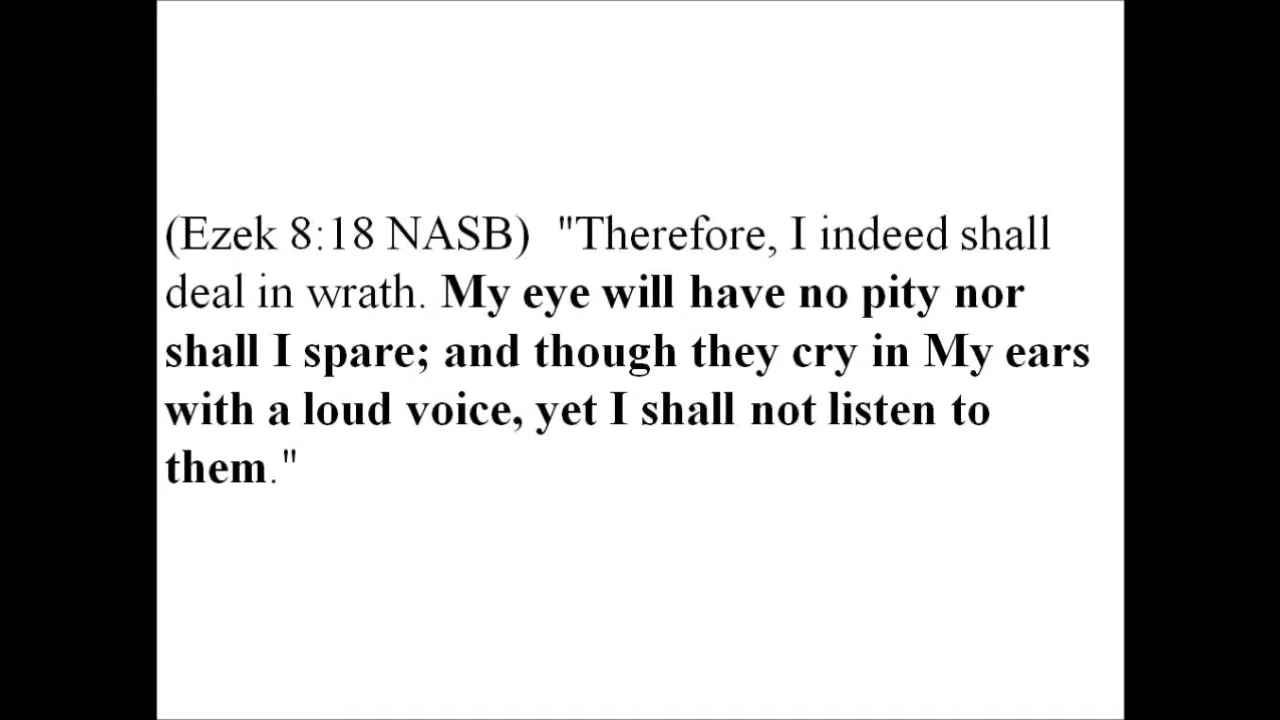 (Ezek 8:18 NASB)  "Therefore, I indeed shall
deal in wrath. My eye will have no pity nor
shall I spare; and though they cry in My ears
with a loud voice, yet I shall not listen to
them."